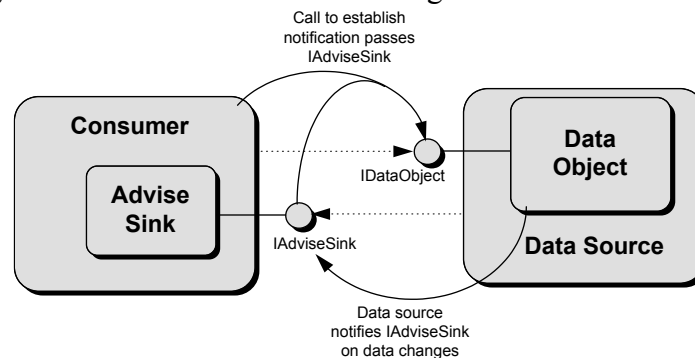 Call to establish
notification passes
IAdviseSink
Consumer
Advise
Sink
IDataObject
Data
Object
IAdviseSink
Data Source
Data source
notifies IAdviseSink
on data changes